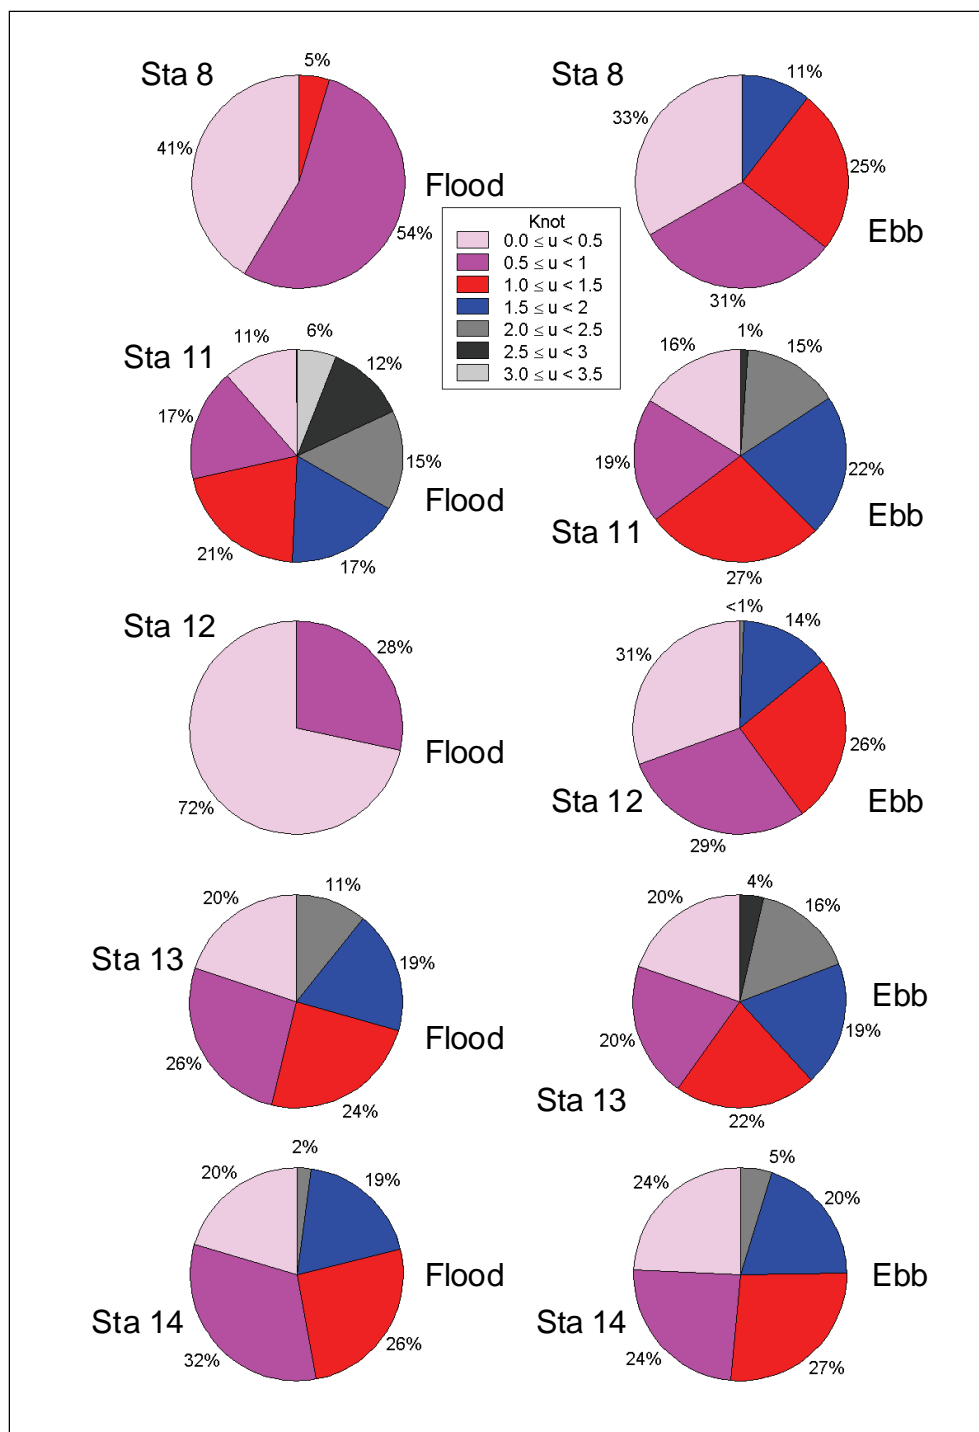 Sta 8
5%
41%
54%
Flood
Sta 8
11%
33%
25%
31%
Ebb
Knot
0.0 ≤ u < 0.5
0.5 ≤ u < 1
1.0 ≤ u < 1.5
1.5 ≤ u < 2
2.0 ≤ u < 2.5
2.5 ≤ u < 3
3.0 ≤ u < 3.5
Sta 11
11%
6%
12%
17%
15%
21%
17%
Flood
16%
1%
15%
19%
22%
27%
Sta 11
Ebb
Sta 12
28%
72%
Flood
<1%
14%
31%
26%
29%
Sta 12
Ebb
Sta 13
20%
11%
19%
26%
24%
Flood
20%
4%
16%
20%
19%
22%
Sta 13
Ebb
2%
20%
19%
32%
26%
Sta 14
Flood
5%
24%
20%
24%
27%
Sta 14
Ebb